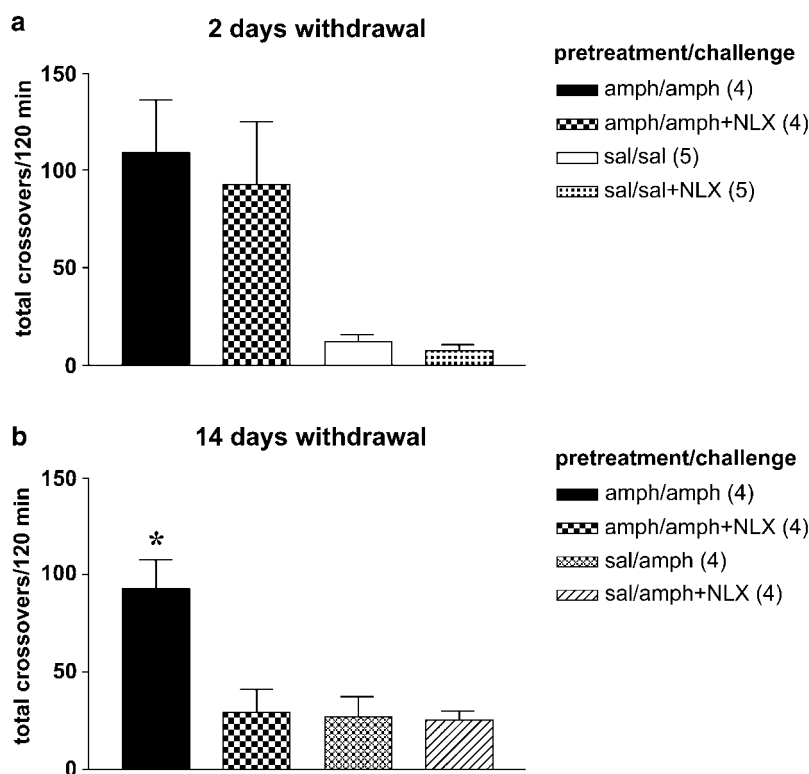 a
2 days withdrawal
total crossovers/120 min
150
100
50
0
pretreatment/challenge
amph/amph (4)
amph/amph+NLX (4)
sal/sal (5)
sal/sal+NLX (5)
b
14 days withdrawal
total crossovers/120 min
150
100
50
0
*
pretreatment/challenge
amph/amph (4)
amph/amph+NLX (4)
sal/amph (4)
sal/amph+NLX (4)